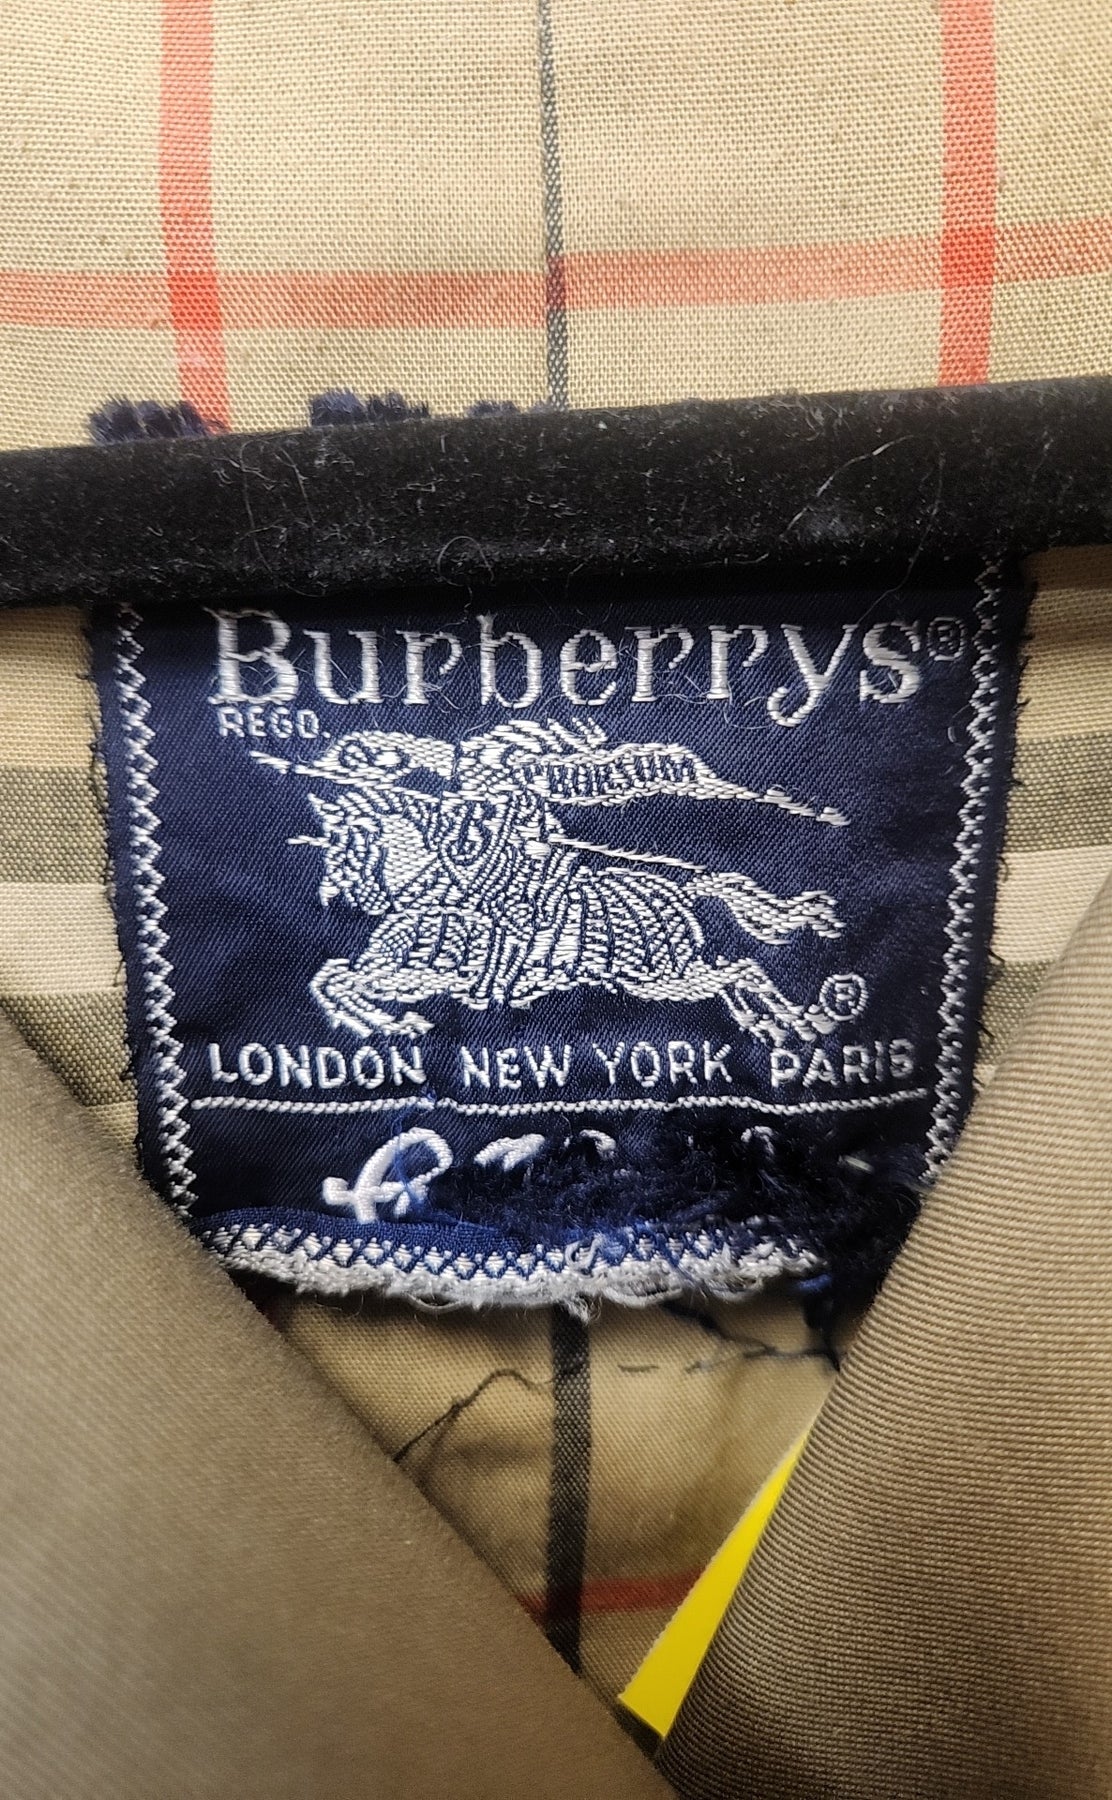 Burberrys®
REGD.
PRORSUM
B
®
LONDON NEW YORK PARIS